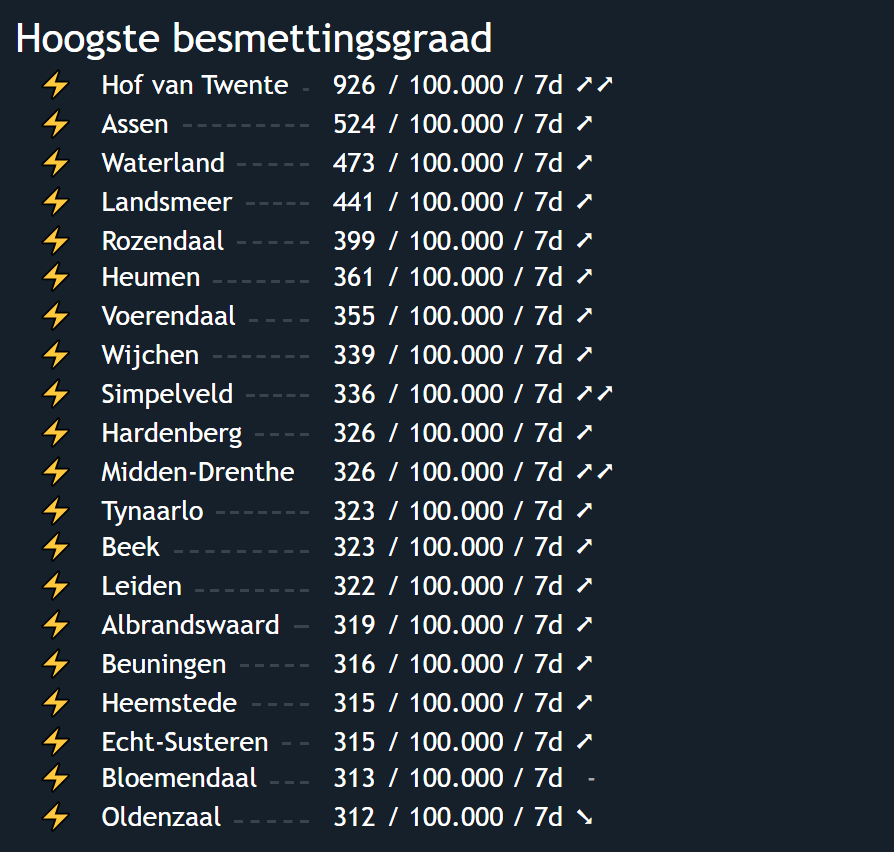 Hoogste besmettingsgraad
⚡ Hof van Twente - 926 / 100.000 / 7d ➚➚
⚡ Assen --------- 524 / 100.000 / 7d ➚
⚡ Waterland ----- 473 / 100.000 / 7d ➚
⚡ Landsmeer ----- 441 / 100.000 / 7d ➚
⚡ Rozendaal ----- 399 / 100.000 / 7d ➚
⚡ Heumen ------- 361 / 100.000 / 7d ➚
⚡ Voerendaal ---- 355 / 100.000 / 7d ➚
⚡ Wijchen ------- 339 / 100.000 / 7d ➚
⚡ Simpelveld ----- 336 / 100.000 / 7d ➚➚
⚡ Hardenberg ---- 326 / 100.000 / 7d ➚
⚡ Midden-Drenthe 326 / 100.000 / 7d ➚➚
⚡ Tynaarlo ------- 323 / 100.000 / 7d ➚
⚡ Beek --------- 323 / 100.000 / 7d ➚
⚡ Leiden -------- 322 / 100.000 / 7d ➚
⚡ Albrandswaard - 319 / 100.000 / 7d ➚
⚡ Beuningen ----- 316 / 100.000 / 7d ➚
⚡ Heemstede ---- 315 / 100.000 / 7d ➚
⚡ Echt-Susteren -- 315 / 100.000 / 7d ➚
⚡ Bloemendaal --- 313 / 100.000 / 7d -
⚡ Oldenzaal ----- 312 / 100.000 / 7d ➘